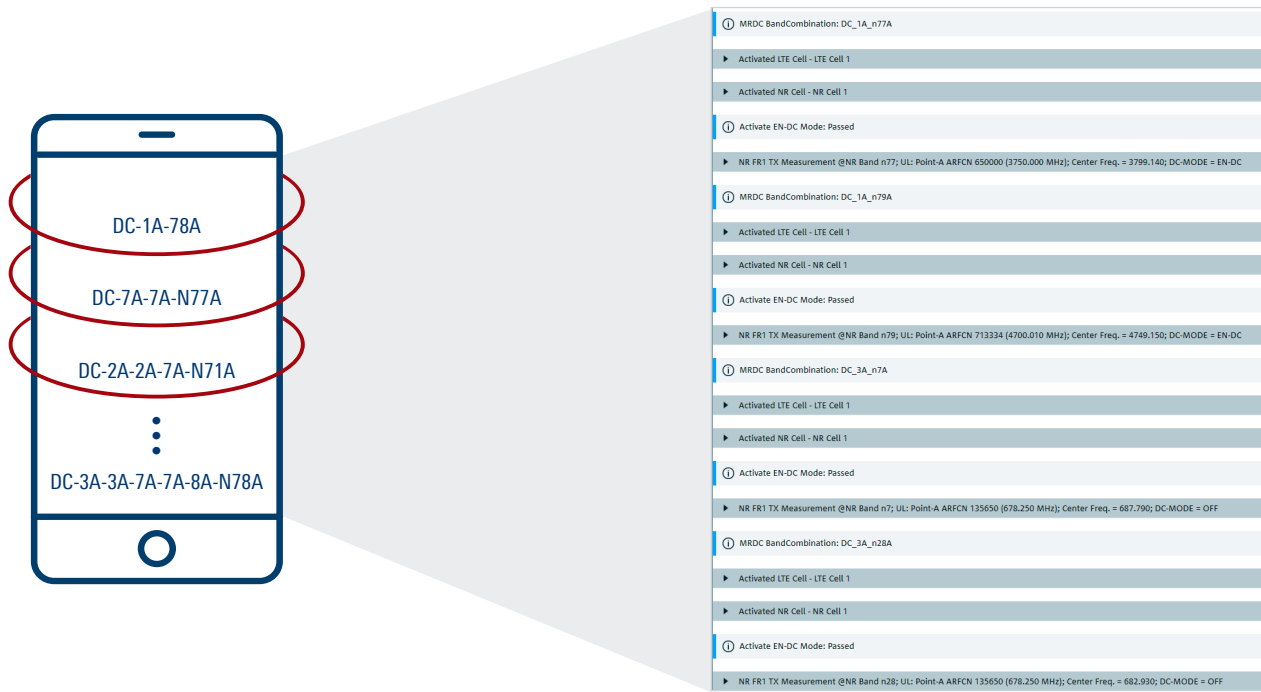 DC-1A-78A
DC-7A-7A-N77A
DC-2A-2A-7A-N71A
DC-3A-3A-7A-7A-8A-N78A
MRDC BandCombination: DC_1A_n77A
Activated LTE Cell - LTE Cell 1
Activated NR Cell - NR Cell 1
Activate EN-DC Mode: Passed
NR FR1 TX Measurement @NR Band n77; UL: Point-A ARFCN 650000 (3750.000 MHz); Center Freq. = 3799.140; DC-MODE = EN-DC
MRDC BandCombination: DC_1A_n79A
Activated LTE Cell - LTE Cell 1
Activated NR Cell - NR Cell 1
Activate EN-DC Mode: Passed
NR FR1 TX Measurement @NR Band n79; UL: Point-A ARFCN 713334 (4700.010 MHz); Center Freq. = 4749.150; DC-MODE = EN-DC
MRDC BandCombination: DC_3A_n7A
Activated LTE Cell - LTE Cell 1
Activated NR Cell - NR Cell 1
Activate EN-DC Mode: Passed
NR FR1 TX Measurement @NR Band n7; UL: Point-A ARFCN 135650 (678.250 MHz); Center Freq. = 687.790; DC-MODE = OFF
MRDC BandCombination: DC_3A_n28A
Activated LTE Cell - LTE Cell 1
Activated NR Cell - NR Cell 1
Activate EN-DC Mode: Passed
NR FR1 TX Measurement @NR Band n28; UL: Point-A ARFCN 135650 (678.250 MHz); Center Freq. = 682.930; DC-MODE = OFF